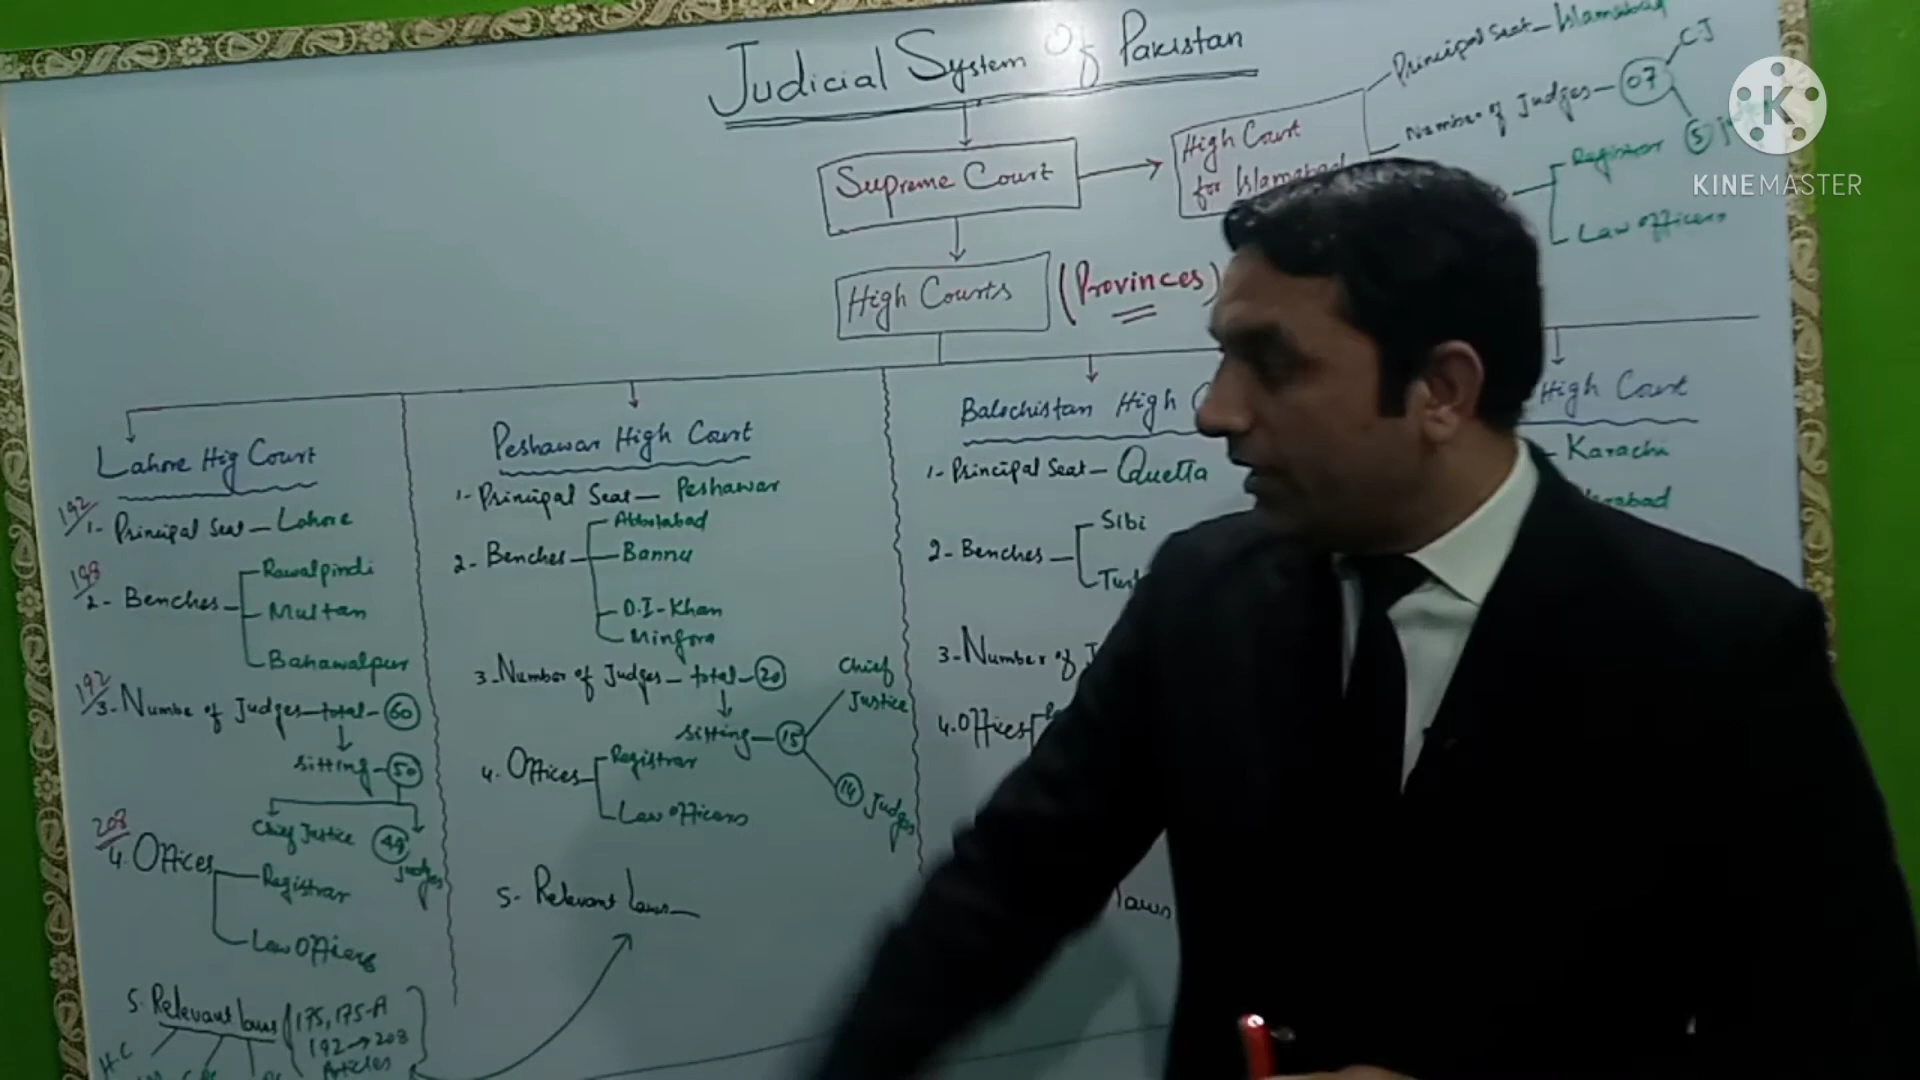 Judicial System Of Pakistan
Supreme Court
High Court
for Islamabad
Principal Seat - Islamabad
Number of Judges - 07
CJ
5
Registrar
Law officers
KINEMASTER
High Courts
(Provinces)
Lahore Hig Court
192
1- Principal Seat - Lahore
198
2- Benches
Rawalpindi
Multan
Bahawalpur
192
3- Numbe of Judges - total - 60
sitting - 50
Chief Justice
49
Judges
208
4. Offices
Registrar
Law Officers
5- Relevant laws
175, 175-A
192 → 203
Articles
H.C
Peshawar High Court
1- Principal Seat - Peshawar
2- Benches
Abbotabad
Bannu
D.I-Khan
Mingora
3- Number of Judges - total - 20
sitting - 15
Chief
Justice
14 Judges
4. Offices
Registrar
Law officers
5- Relevant laws
Balochistan High
1- Principal Seat - Quetta
2- Benches
Sibi
3- Number of
4. Offices
laws
High Court
Karachi